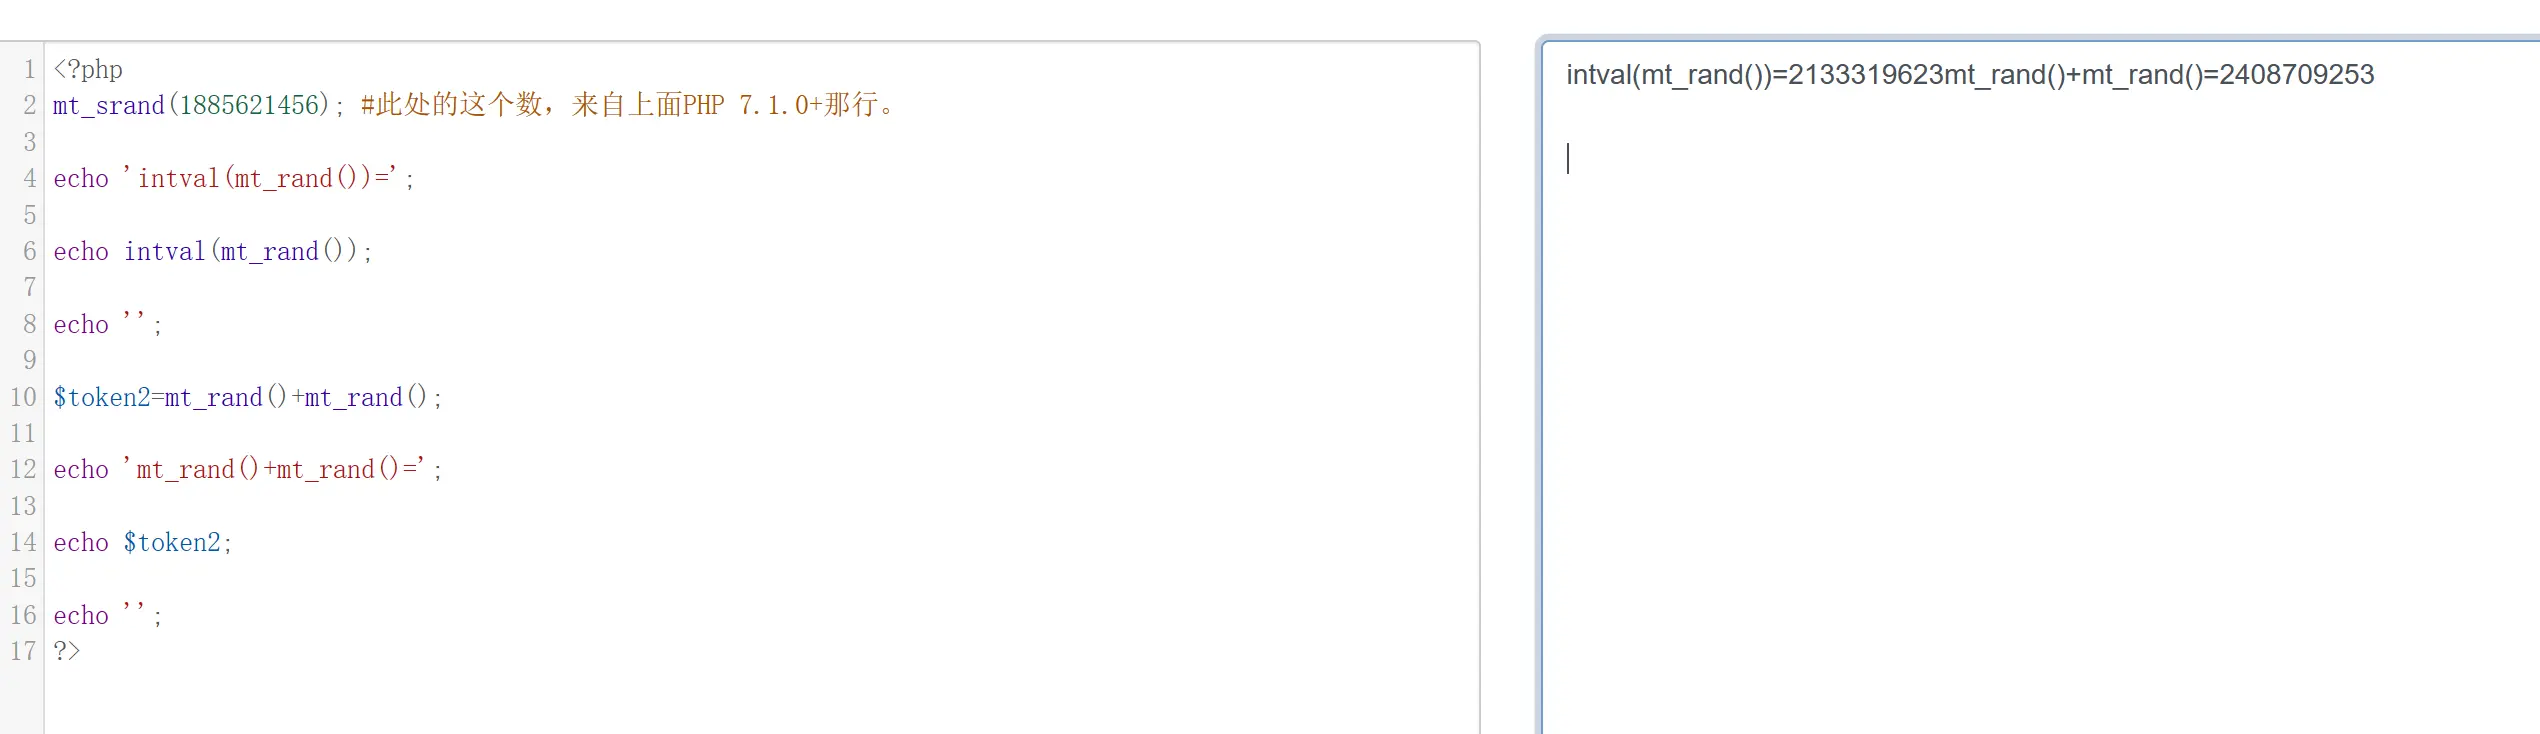 1 <?php
2 mt_srand(1885621456); #此处的这个数，来自上面PHP 7.1.0+那行。
3
4 echo 'intval(mt_rand())=';
5
6 echo intval(mt_rand());
7
8 echo '';
9
10 $token2=mt_rand()+mt_rand();
11
12 echo 'mt_rand()+mt_rand()=';
13
14 echo $token2;
15
16 echo '';
17 ?>
intval(mt_rand())=2133319623mt_rand()+mt_rand()=2408709253